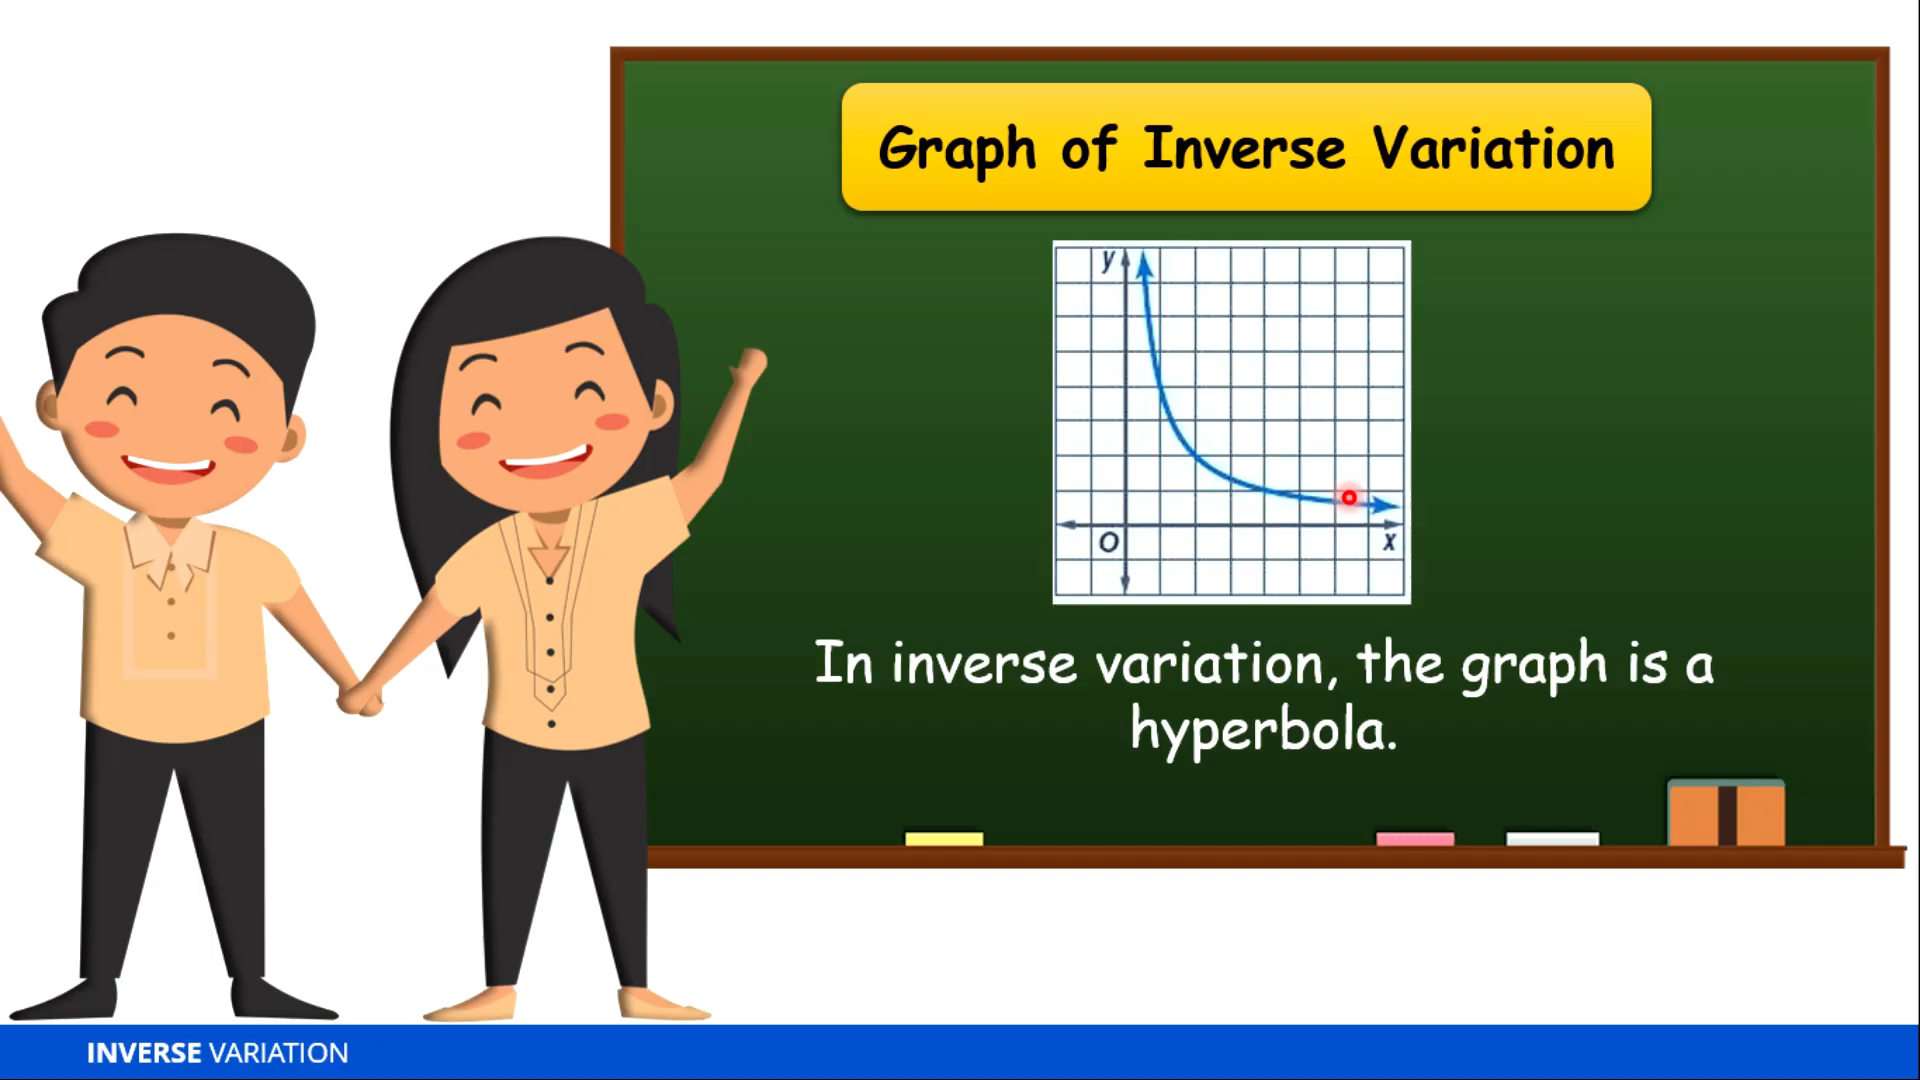 Graph of Inverse Variation
y
O
x
In inverse variation, the graph is a
hyperbola.
INVERSE VARIATION